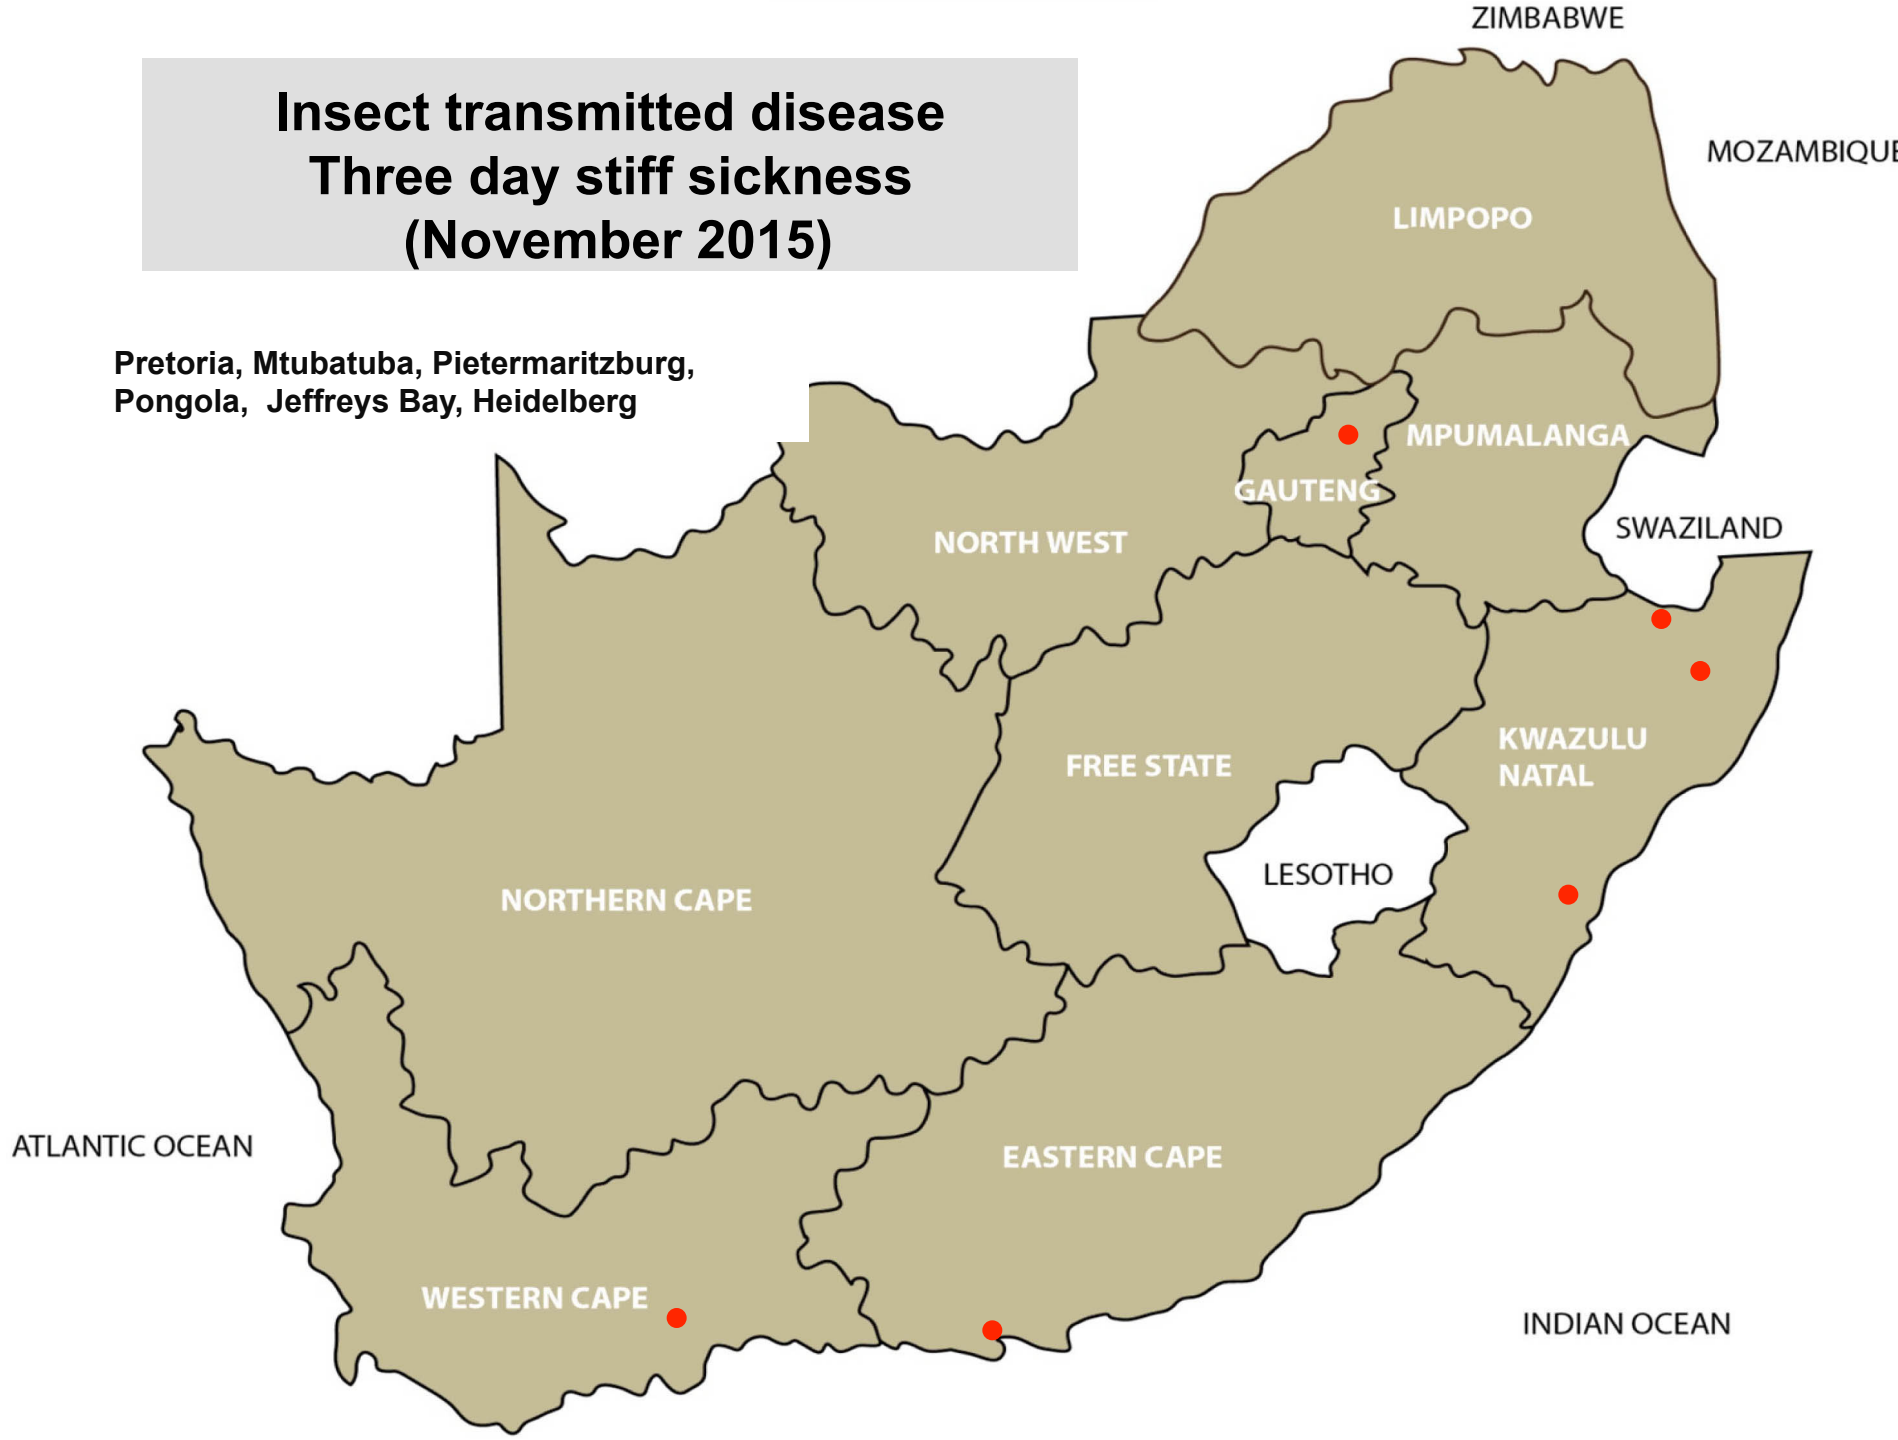 ZIMBABWE
Insect transmitted disease
Three day stiff sickness
(November 2015)
MOZAMBIQUE
LIMPOPO
Pretoria, Mtubatuba, Pietermaritzburg,
Pongola, Jeffreys Bay, Heidelberg
MPUMALANGA
GAUTENG
NORTH WEST
SWAZILAND
KWAZULU
NATAL
FREE STATE
LESOTHO
NORTHERN CAPE
ATLANTIC OCEAN
EASTERN CAPE
WESTERN CAPE
INDIAN OCEAN